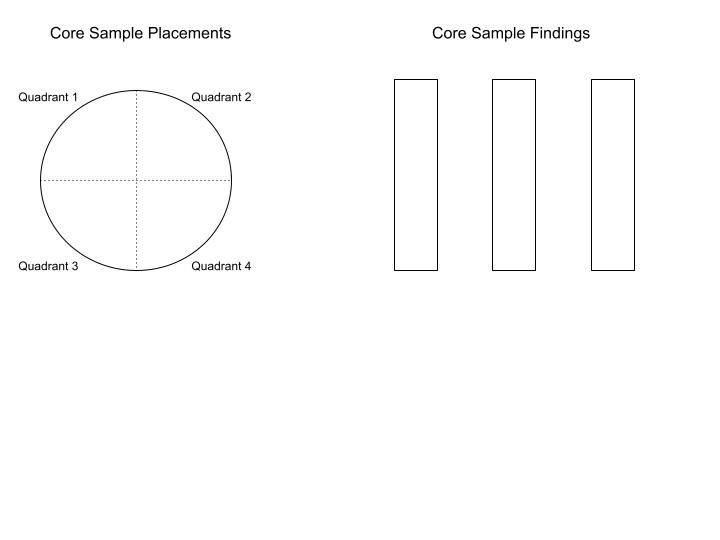 Core Sample Placements
Core Sample Findings
Quadrant 1
Quadrant 2
Quadrant 3
Quadrant 4